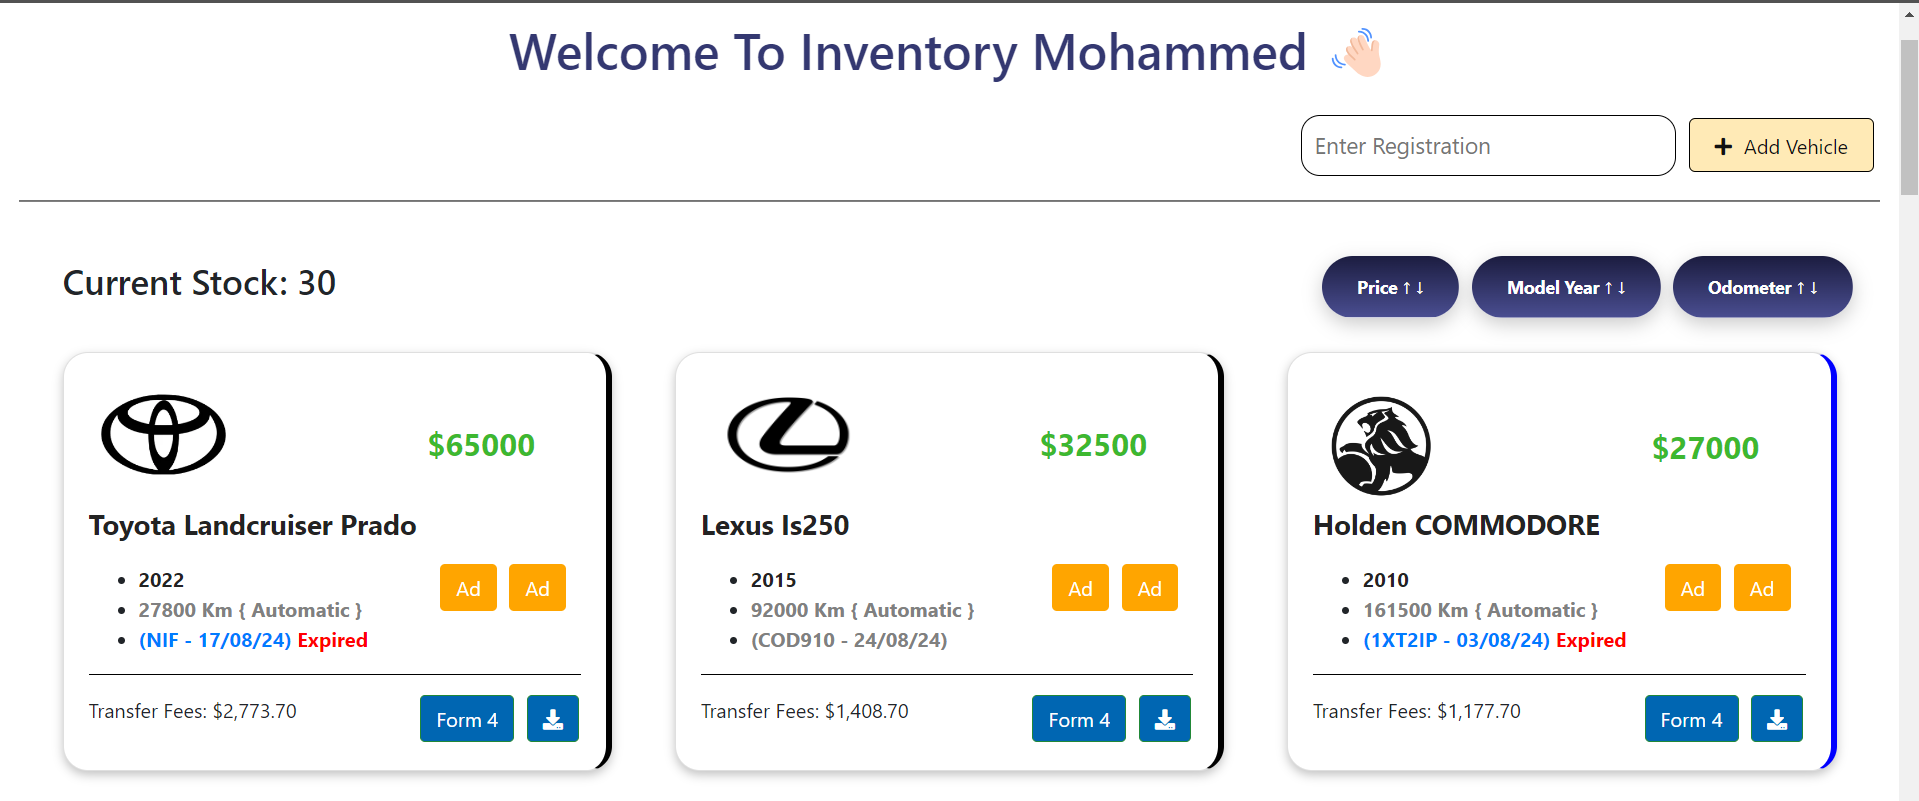 Welcome To Inventory Mohammed 👋🏻
Enter Registration
+ Add Vehicle
Current Stock: 30
Price ↑↓
Model Year ↑↓
Odometer ↑↓
$65000
Toyota Landcruiser Prado
• 2022
• 27800 Km { Automatic }
• (NIF - 17/08/24) Expired
Ad
Ad
Transfer Fees: $2,773.70
Form 4
$32500
Lexus Is250
• 2015
• 92000 Km { Automatic }
• (COD910 - 24/08/24)
Ad
Ad
Transfer Fees: $1,408.70
Form 4
$27000
Holden COMMODORE
• 2010
• 161500 Km { Automatic }
• (1XT2IP - 03/08/24) Expired
Ad
Ad
Transfer Fees: $1,177.70
Form 4